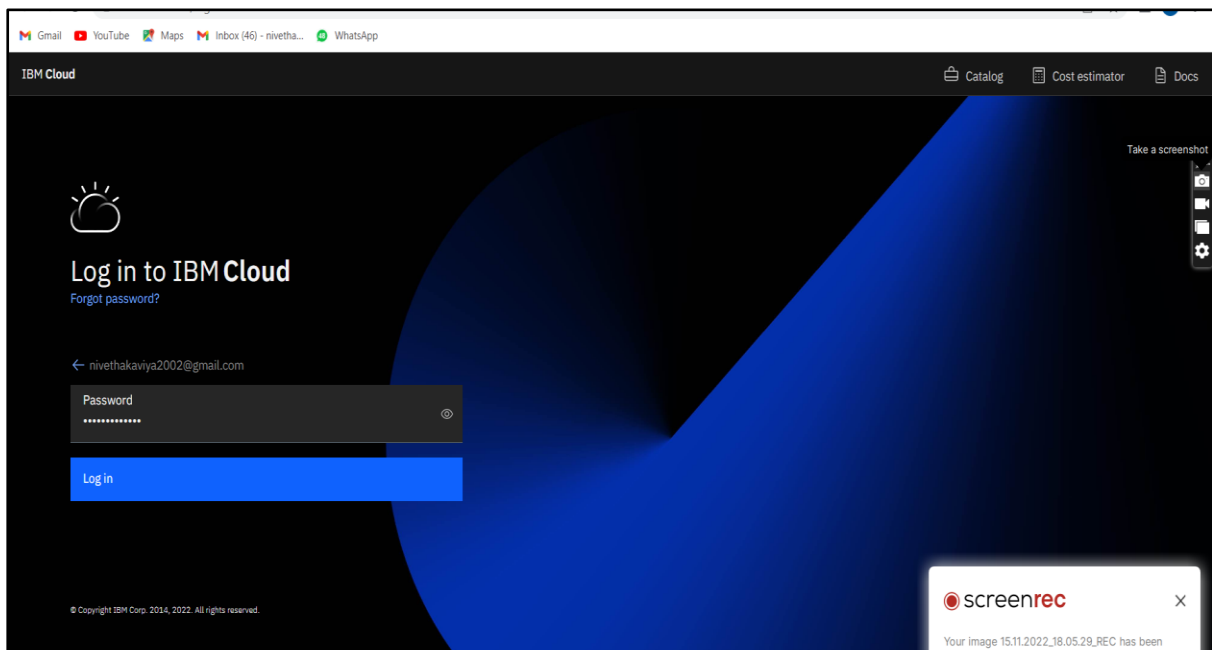 Gmail YouTube Maps Inbox (46) - nivetha... WhatsApp
IBM Cloud Catalog Cost estimator Docs
Take a screenshot
Log in to IBM Cloud
Forgot password?
← nivethakaviya2002@gmail.com
Password
•••••••••••••
Log in
© Copyright IBM Corp. 2014, 2022. All rights reserved.
screenrec
Your image 15.11.2022_18.05.29_REC has been